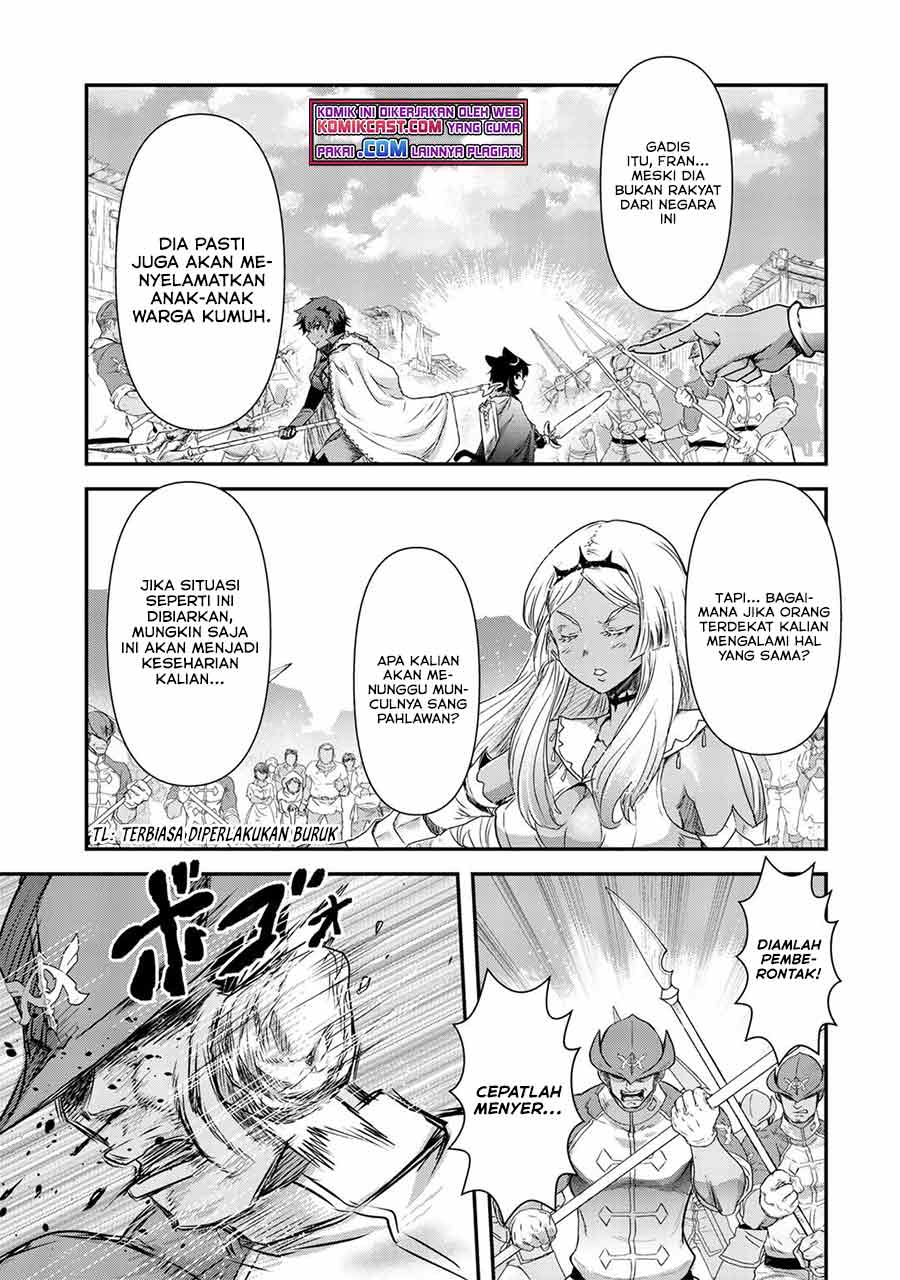 KOMIK INI DIKERJAKAN OLEH WEB
KOMIKCAST.COM YANG CUMA
PAKAI .COM LAINNYA PLAGIAT!
GADIS
ITU, FRAN...
MESKI DIA
BUKAN RAKYAT
DARI NEGARA
INI
DIA PASTI
JUGA AKAN ME-
NYELAMATKAN
ANAK-ANAK
WARGA KUMUH.
TAPI... BAGAI-
MANA JIKA ORANG
TERDEKAT KALIAN
MENGALAMI HAL
YANG SAMA?
APA KALIAN
AKAN ME-
NUNGGU MUN-
CULNYA SANG
PAHLAWAN?
JIKA SITUASI
SEPERTI INI
DIBIARKAN,
MUNGKIN SAJA
INI AKAN MENJADI
KESEHARIAN
KALIAN...
TL: TERBIASA DIPERLAKUKAN BURUK
DIAMLAH
PEMBE-
RONTAK!
CEPATLAH
MENYER...
ボゴォ